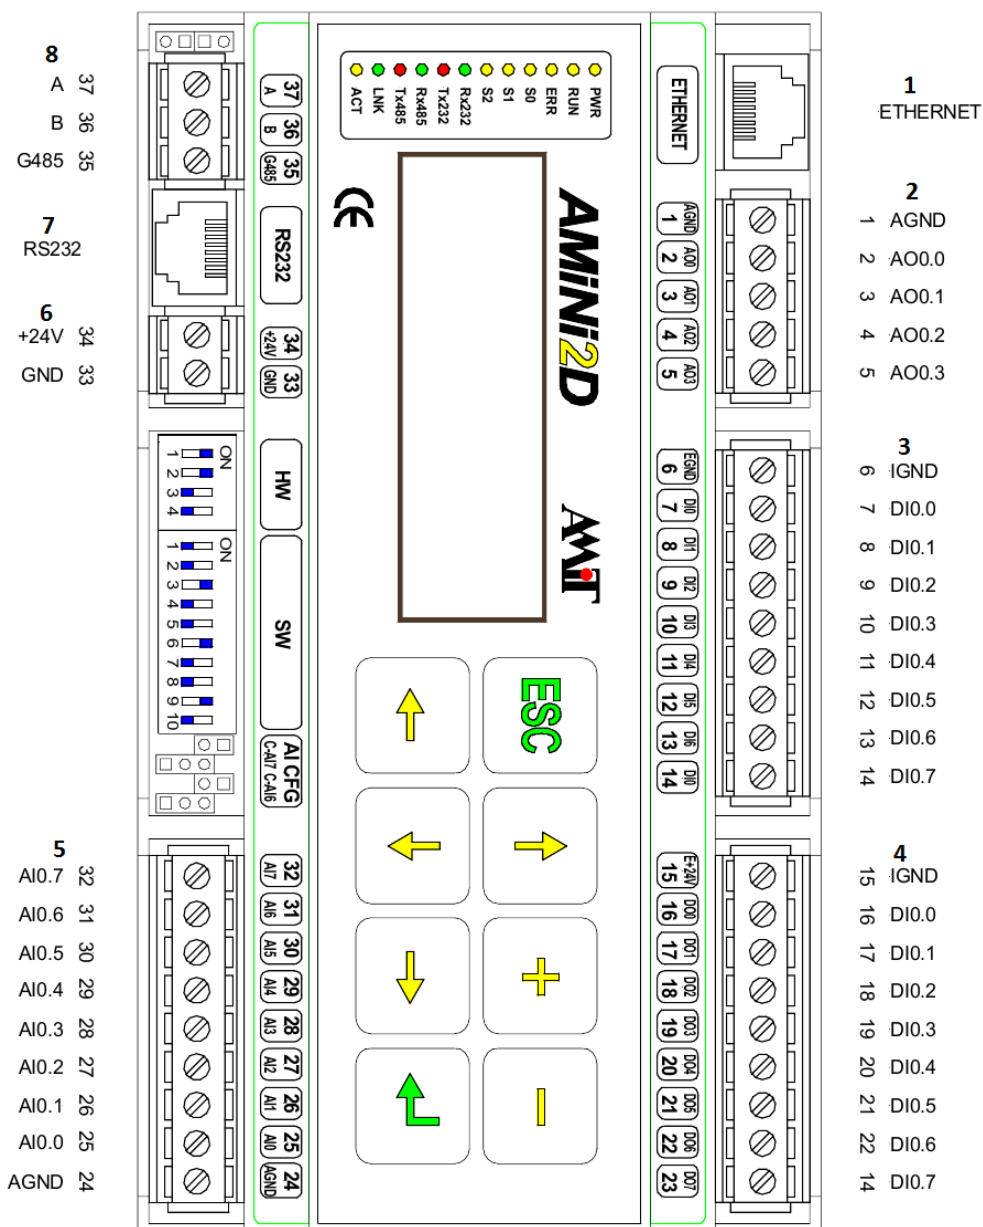 8
A 37
B 36
G485 35
7
RS232
6
+24V 34
GND 33
5
AI0.7 32
AI0.6 31
AI0.5 30
AI0.4 29
AI0.3 28
AI0.2 27
AI0.1 26
AI0.0 25
AGND 24
ON
1
2
3
4
ON
1
2
3
4
5
6
7
8
9
10
37 A
36 B
35 G485
RS232
34 +24V
33 GND
HW
SW
AI CFG
C-AI7 C-AI6
32 AI7
31 AI6
30 AI5
29 AI4
28 AI3
27 AI2
26 AI1
25 AI0
24 AGND
ACT
LNK
Tx485
Rx485
Tx232
Rx232
S2
S1
S0
ERR
RUN
PWR
CE
AMiNi2D
AMiT
ESC
ETHERNET
AGND 1
AO0 2
AO1 3
AO2 4
AO3 5
EGND 6
DI0 7
DI1 8
DI2 9
DI3 10
DI4 11
DI5 12
DI6 13
DI0 14
E+24V 15
DO0 16
DO1 17
DO2 18
DO3 19
DO4 20
DO5 21
DO6 22
DO7 23
1
ETHERNET
2
1 AGND
2 AO0.0
3 AO0.1
4 AO0.2
5 AO0.3
3
6 IGND
7 DI0.0
8 DI0.1
9 DI0.2
10 DI0.3
11 DI0.4
12 DI0.5
13 DI0.6
14 DI0.7
4
15 IGND
16 DI0.0
17 DI0.1
18 DI0.2
19 DI0.3
20 DI0.4
21 DI0.5
22 DI0.6
14 DI0.7